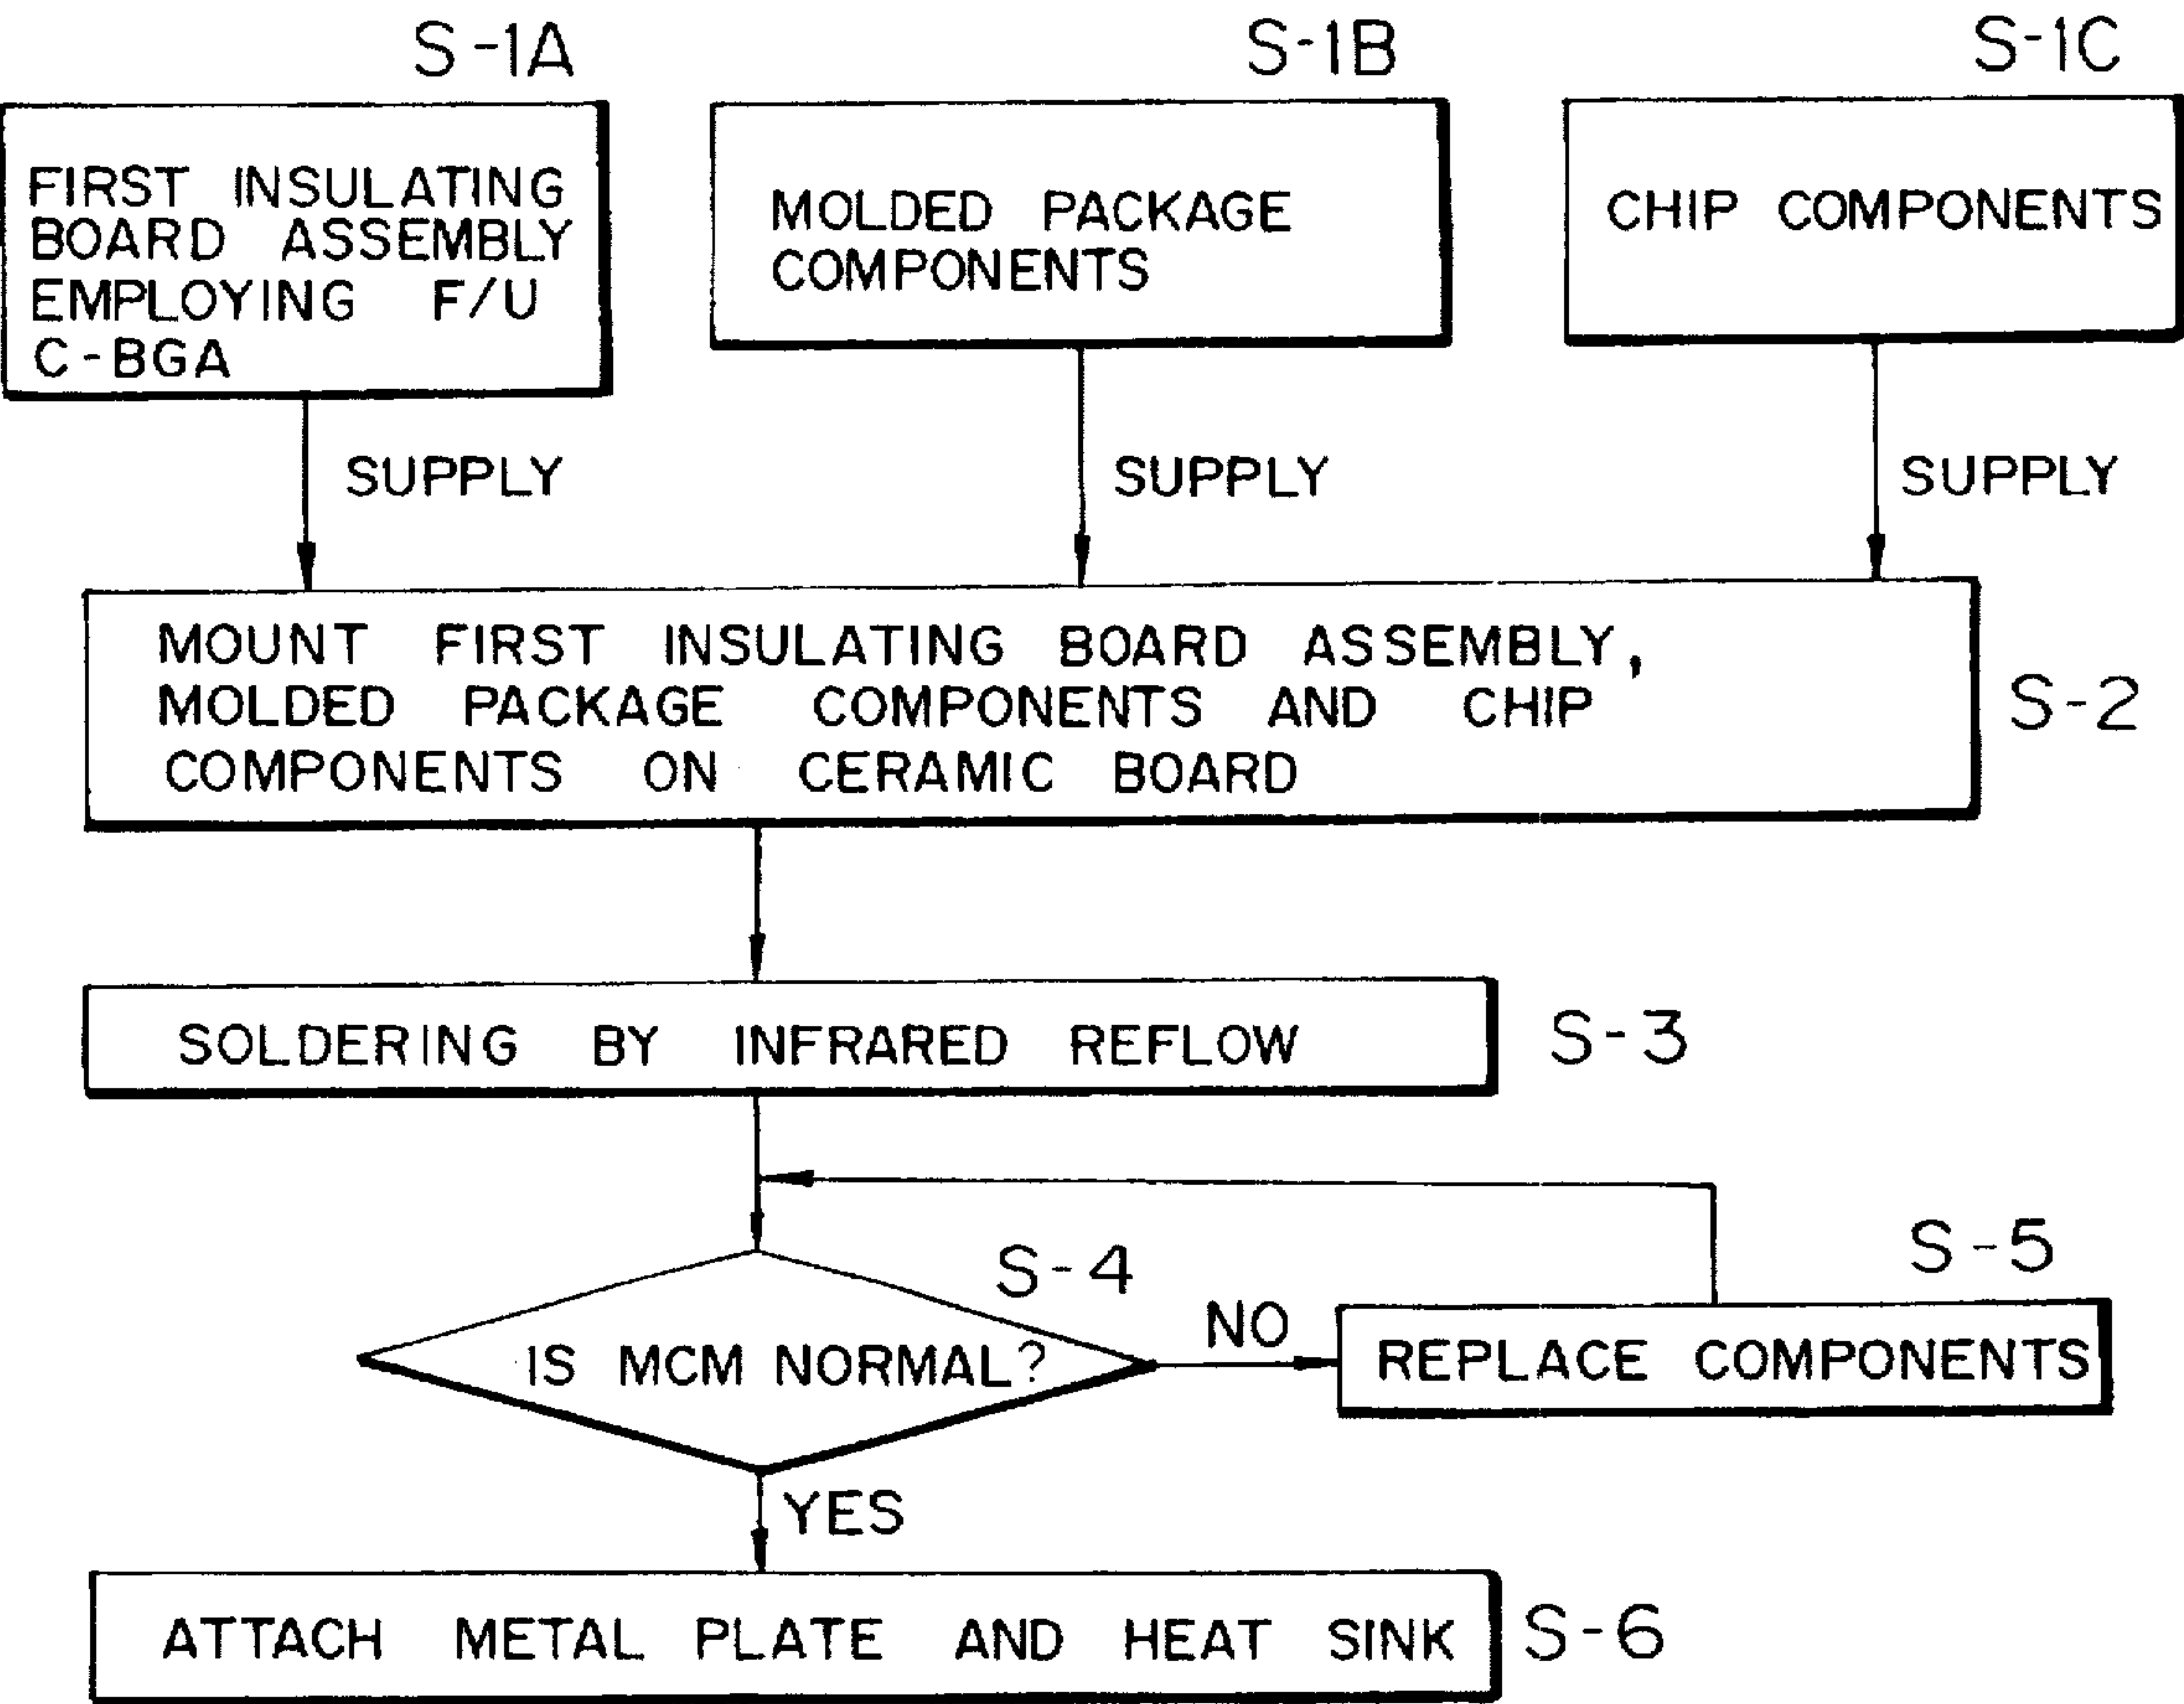 S-1A
S-1B
S-1C
FIRST INSULATING
BOARD ASSEMBLY
EMPLOYING F/U
C-BGA
MOLDED PACKAGE
COMPONENTS
CHIP COMPONENTS
SUPPLY
SUPPLY
SUPPLY
MOUNT FIRST INSULATING BOARD ASSEMBLY,
MOLDED PACKAGE COMPONENTS AND CHIP
COMPONENTS ON CERAMIC BOARD
S-2
SOLDERING BY INFRARED REFLOW
S-3
S-4
IS MCM NORMAL?
NO
S-5
REPLACE COMPONENTS
YES
ATTACH METAL PLATE AND HEAT SINK
S-6